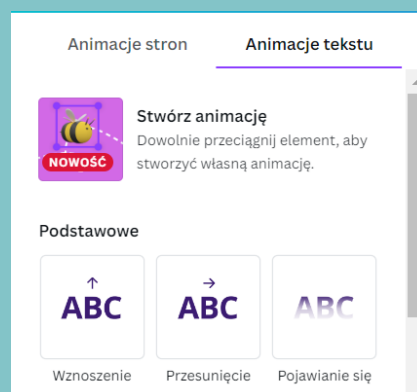 Animacje stron Animacje tekstu
Stwórz animację
Dowolnie przeciągnij element, aby
stworzyć własną animację.
NOWOŚĆ
Podstawowe
ABC ABC ABC
Wznoszenie Przesunięcie Pojawianie się